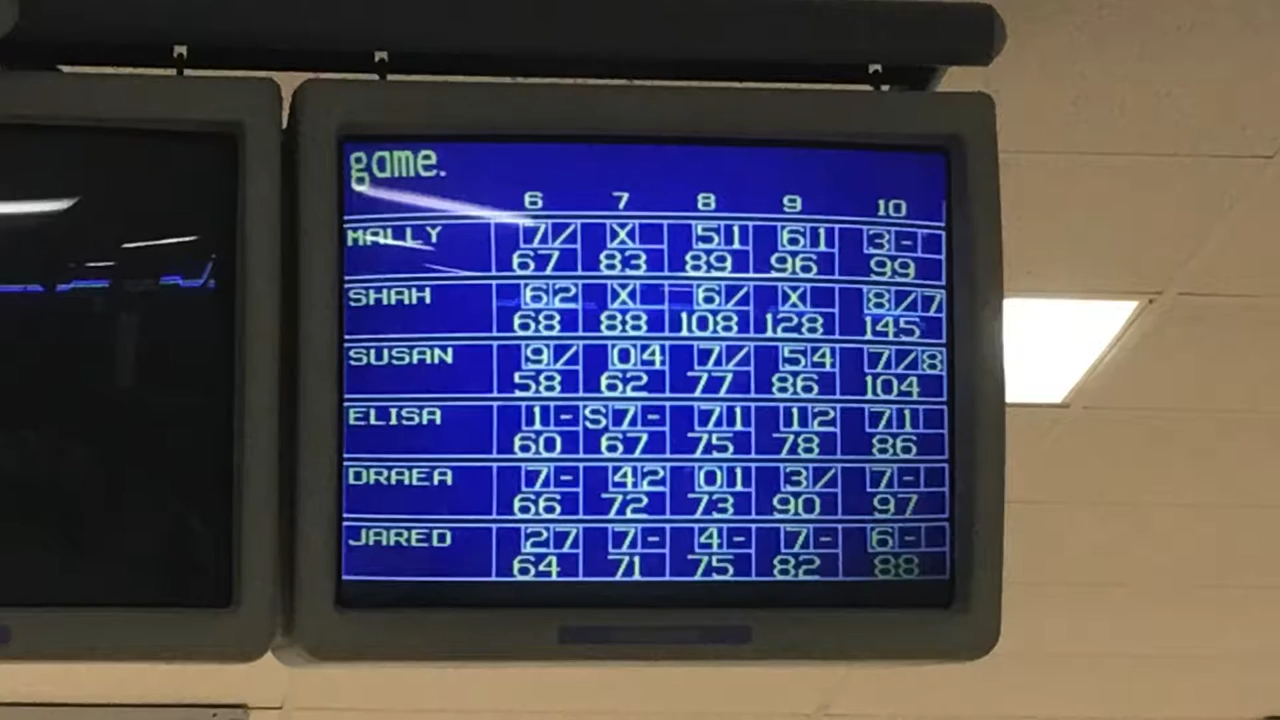 game.
6 7 8 9 10
MALLY 7/ X 51 61 3-
67 83 89 96 99
SHAH 62 X 6/ X 8/7
68 88 108 128 145
SUSAN 9/ 04 7/ 54 7/8
58 62 77 86 104
ELISA 1- S7- 71 12 71
60 67 75 78 86
DRAEA 7- 42 01 3/ 7-
66 72 73 90 97
JARED 27 7- 4- 7- 6-
64 71 75 82 88